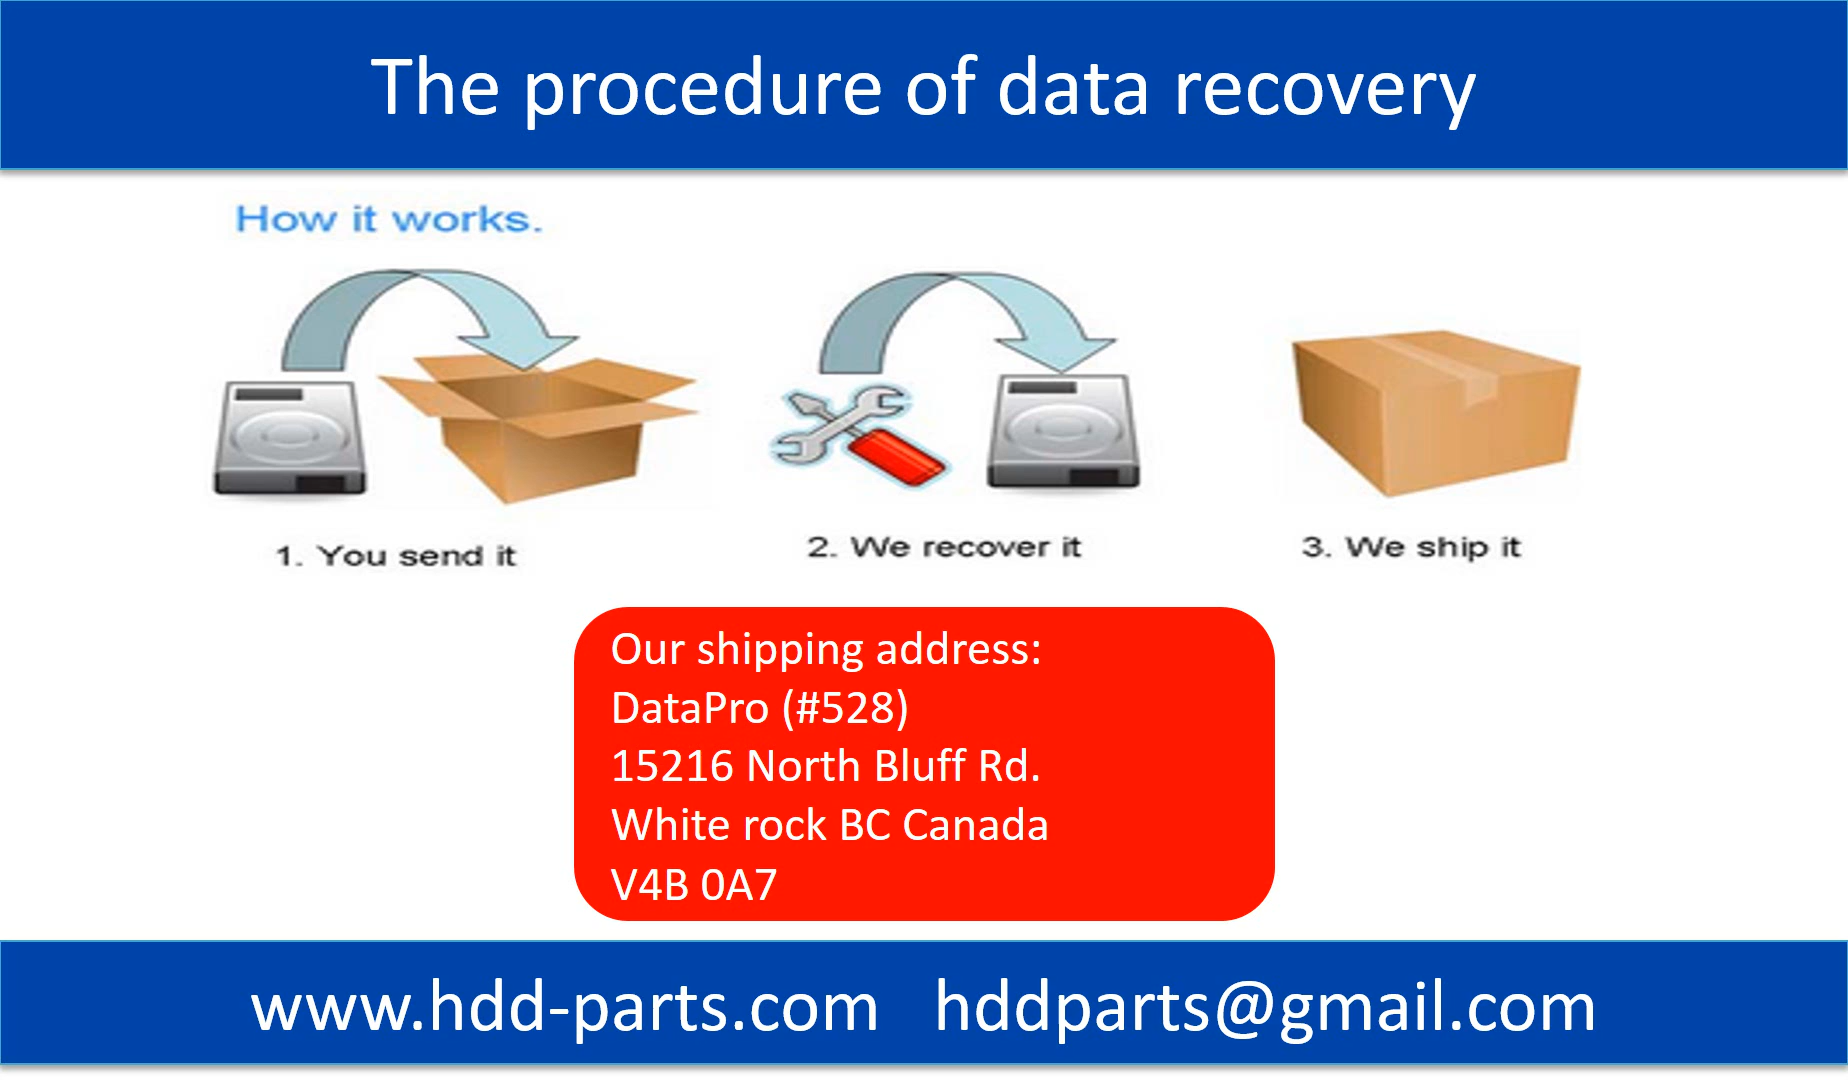 The procedure of data recovery
How it works.
1. You send it
2. We recover it
3. We ship it
Our shipping address:
DataPro (#528)
15216 North Bluff Rd.
White rock BC Canada
V4B 0A7
www.hdd-parts.com hddparts@gmail.com